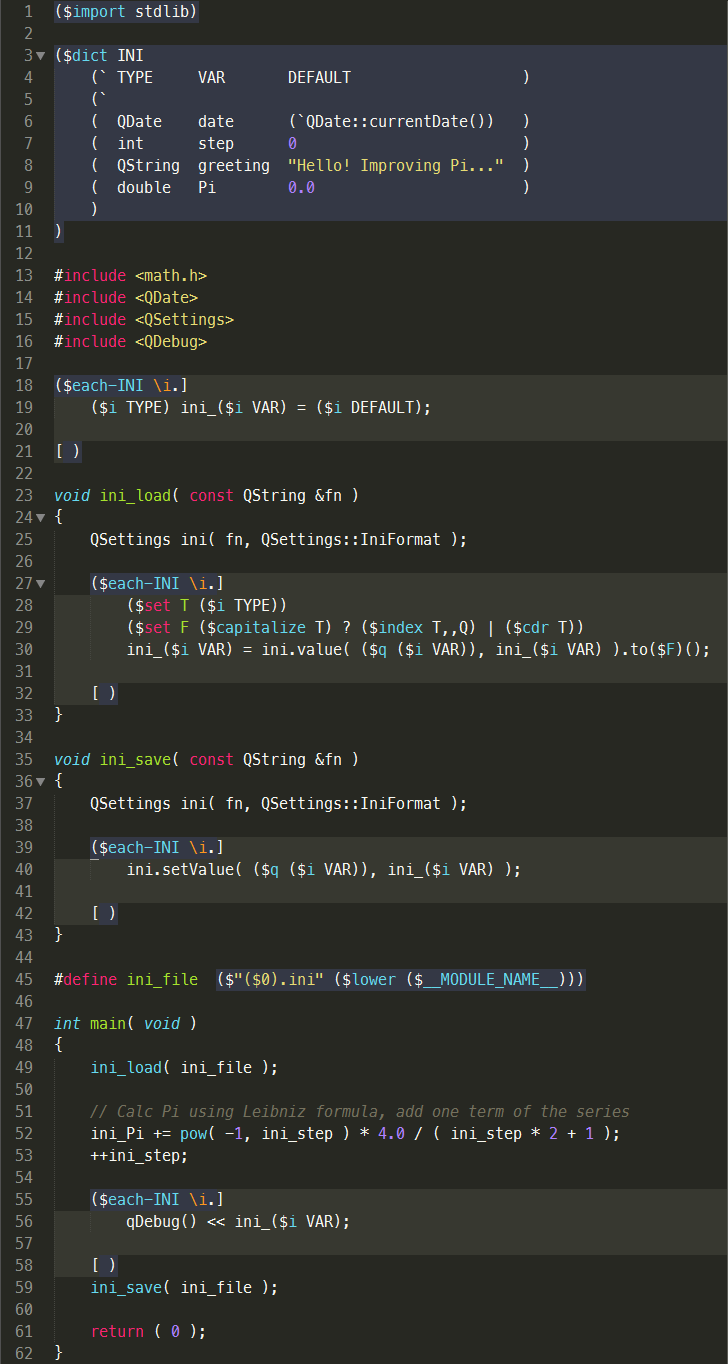 1 ($import stdlib)
2
3 ($dict INI
4     (` TYPE     VAR       DEFAULT                   )
5     (`
6     (  QDate    date      (`QDate::currentDate())   )
7     (  int      step      0                         )
8     (  QString  greeting  "Hello! Improving Pi..."  )
9     (  double   Pi        0.0                       )
10     )
11 )
12
13 #include <math.h>
14 #include <QDate>
15 #include <QSettings>
16 #include <QDebug>
17
18 ($each-INI \i.]
19     ($i TYPE) ini_($i VAR) = ($i DEFAULT);
20
21 [ )
22
23 void ini_load( const QString &fn )
24 {
25     QSettings ini( fn, QSettings::IniFormat );
26
27     ($each-INI \i.]
28         ($set T ($i TYPE))
29         ($set F ($capitalize T) ? ($index T,,Q) | ($cdr T))
30         ini_($i VAR) = ini.value( ($q ($i VAR)), ini_($i VAR) ).to($F)();
31
32     [ )
33 }
34
35 void ini_save( const QString &fn )
36 {
37     QSettings ini( fn, QSettings::IniFormat );
38
39     ($each-INI \i.]
40         ini.setValue( ($q ($i VAR)), ini_($i VAR) );
41
42     [ )
43 }
44
45 #define ini_file  ($"($0).ini" ($lower ($__MODULE_NAME__)))
46
47 int main( void )
48 {
49     ini_load( ini_file );
50
51     // Calc Pi using Leibniz formula, add one term of the series
52     ini_Pi += pow( -1, ini_step ) * 4.0 / ( ini_step * 2 + 1 );
53     ++ini_step;
54
55     ($each-INI \i.]
56         qDebug() << ini_($i VAR);
57
58     [ )
59     ini_save( ini_file );
60
61     return ( 0 );
62 }